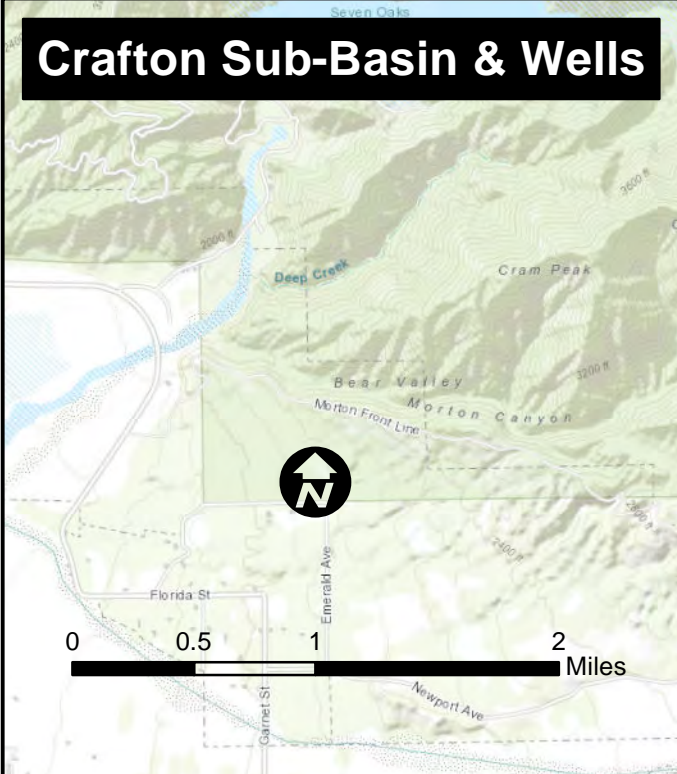 Seven Oaks
Crafton Sub-Basin & Wells
3600 ft
2000 ft
Deep Creek
Cram Peak
3200 ft
Bear Valley
Morton Canyon
Morton Front Line
N
2800 ft
2400 ft
Florida St
Emerald Ave
0 0.5 1 2
Miles
Newport Ave
Garnet St